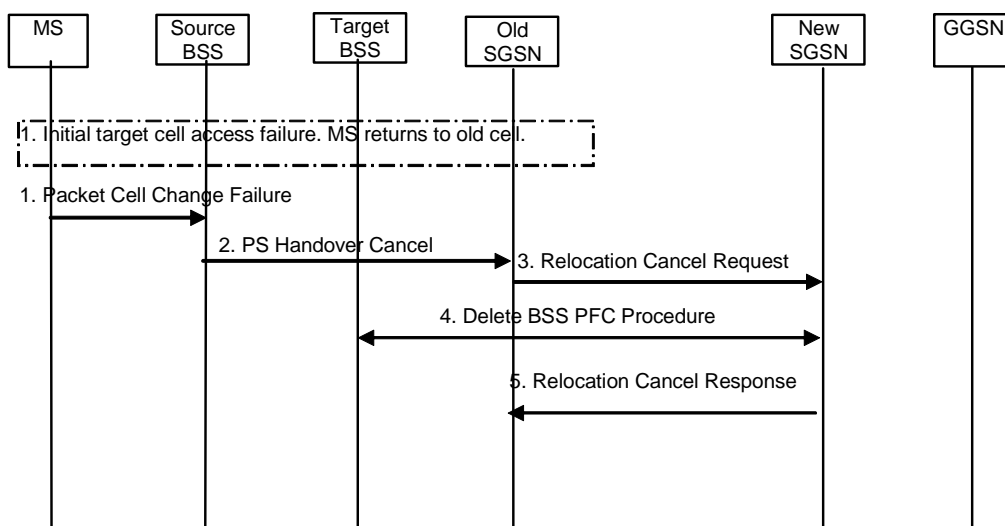 MS
Source
BSS
Target
BSS
Old
SGSN
New
SGSN
GGSN
1. Initial target cell access failure. MS returns to old cell.
1. Packet Cell Change Failure
2. PS Handover Cancel
3. Relocation Cancel Request
4. Delete BSS PFC Procedure
5. Relocation Cancel Response